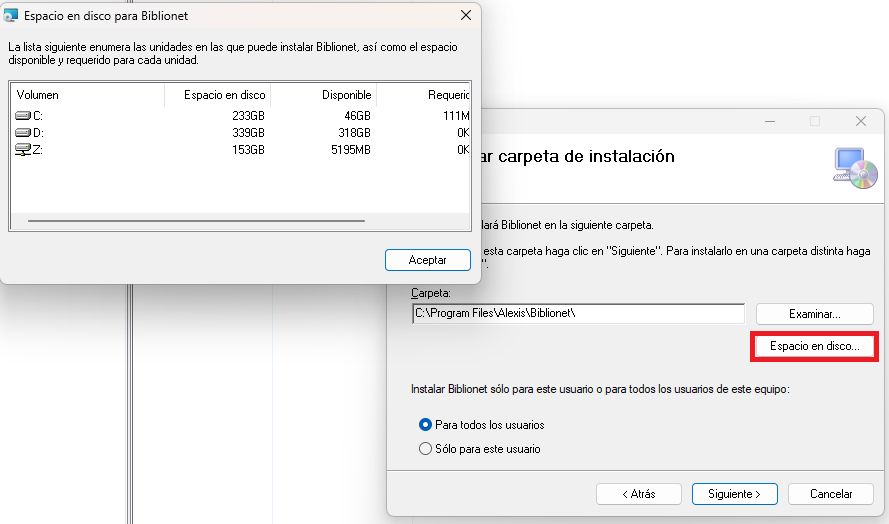 Espacio en disco para Biblionet
La lista siguiente enumera las unidades en las que puede instalar Biblionet, así como el espacio
disponible y requerido para cada unidad.
Volumen Espacio en disco Disponible Requerid
C: 233GB 46GB 111M
D: 339GB 318GB 0K
Z: 153GB 5195MB 0K
Aceptar
ar carpeta de instalación
lará Biblionet en la siguiente carpeta.
esta carpeta haga clic en "Siguiente". Para instalarlo en una carpeta distinta haga
".
Carpeta:
C:\Program Files\Alexis\Biblionet\
Examinar...
Espacio en disco...
Instalar Biblionet sólo para este usuario o para todos los usuarios de este equipo:
Para todos los usuarios
Sólo para este usuario
< Atrás Siguiente > Cancelar